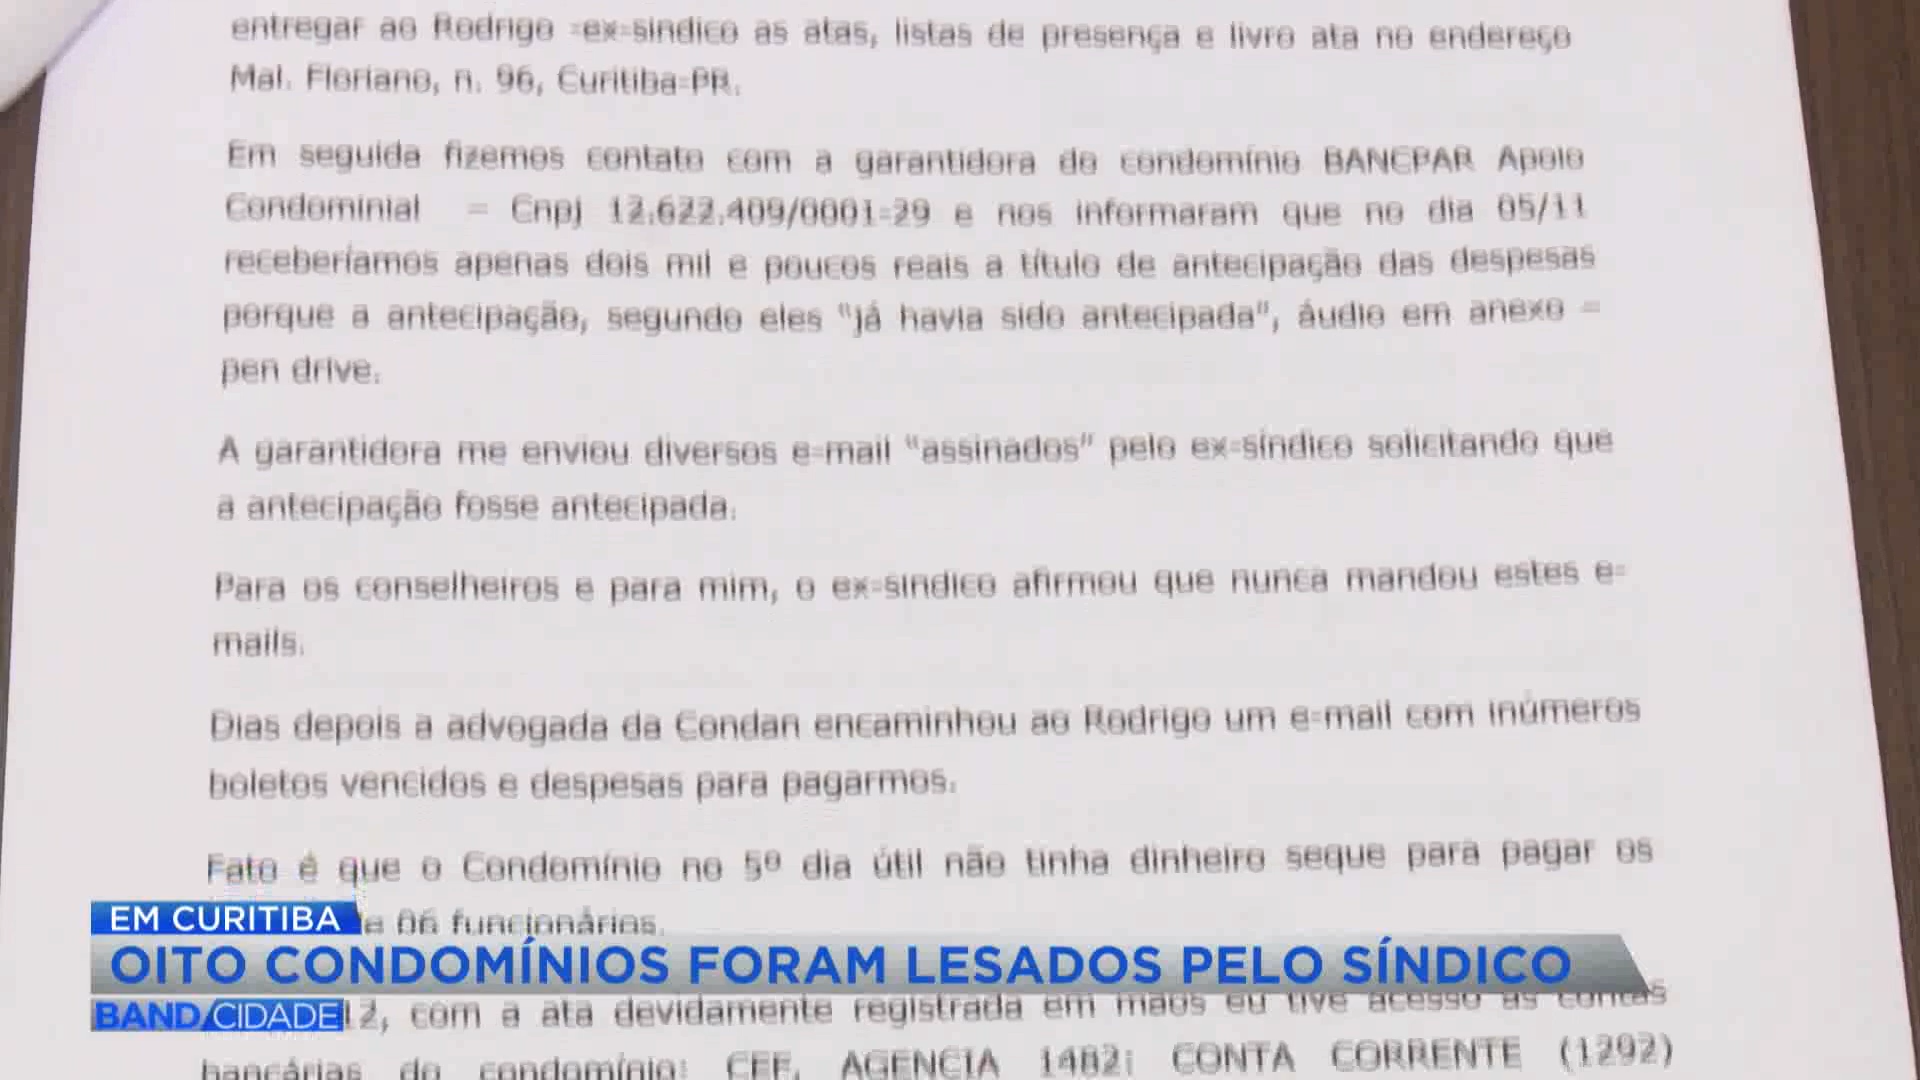 entregar ao Rodrigo -ex-sindico as atas, listas de presença e livro ata no endereço
Mal. Floriano, n. 96, Curitiba-PR.
Em seguida fizemos contato com a garantidora do condomínio BANCPAR Apoio
Condominial – Cnpj 12.622.409/0001-29 e nos informaram que no dia 05/11
receberíamos apenas dois mil e poucos reais a título de antecipação das despesas
porque a antecipação, segundo eles "já havia sido antecipada", áudio em anexo –
pen drive.
A garantidora me enviou diversos e-mail "assinados" pelo ex-síndico solicitando que
a antecipação fosse antecipada.
Para os conselheiros e para mim, o ex-sindico afirmou que nunca mandou estes e-
mails.
Dias depois a advogada da Condan encaminhou ao Rodrigo um e-mail com inúmeros
boletos vencidos e despesas para pagarmos.
Fato é que o Condomínio no 5º dia útil não tinha dinheiro seque para pagar os
06 funcionários.
EM CURITIBA
OITO CONDOMÍNIOS FORAM LESADOS PELO SÍNDICO
BAND CIDADE
12, com a ata devidamente registrada em mãos eu tive acesso as contas
bancárias do condomínio: CEF, AGENCIA 1482; CONTA CORRENTE (1292)